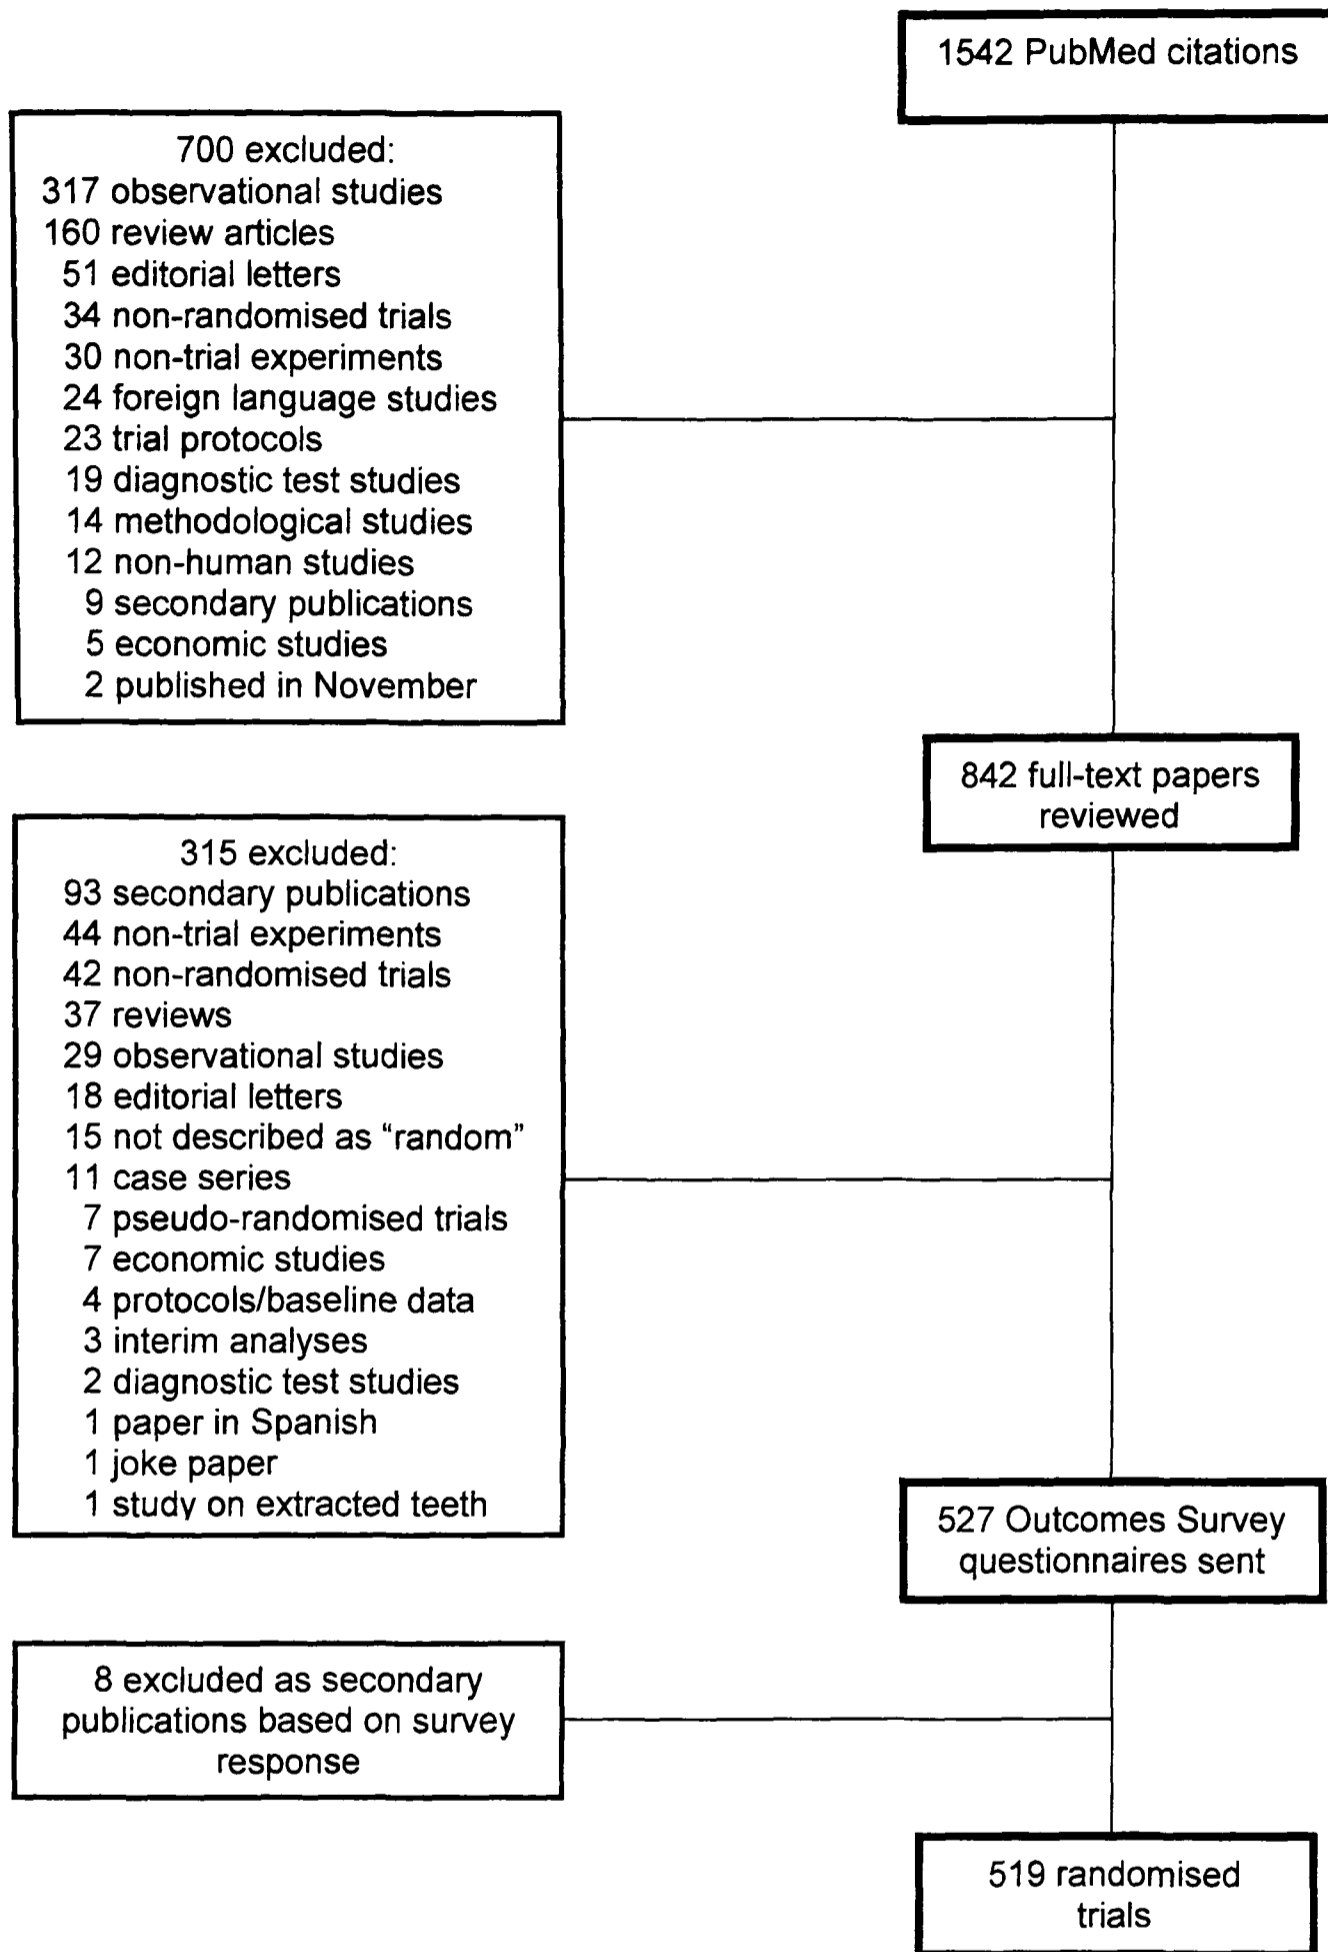 1542 PubMed citations
700 excluded:
317 observational studies
160 review articles
51 editorial letters
34 non-randomised trials
30 non-trial experiments
24 foreign language studies
23 trial protocols
19 diagnostic test studies
14 methodological studies
12 non-human studies
9 secondary publications
5 economic studies
2 published in November
842 full-text papers
reviewed
315 excluded:
93 secondary publications
44 non-trial experiments
42 non-randomised trials
37 reviews
29 observational studies
18 editorial letters
15 not described as “random”
11 case series
7 pseudo-randomised trials
7 economic studies
4 protocols/baseline data
3 interim analyses
2 diagnostic test studies
1 paper in Spanish
1 joke paper
1 study on extracted teeth
527 Outcomes Survey
questionnaires sent
8 excluded as secondary
publications based on survey
response
519 randomised
trials